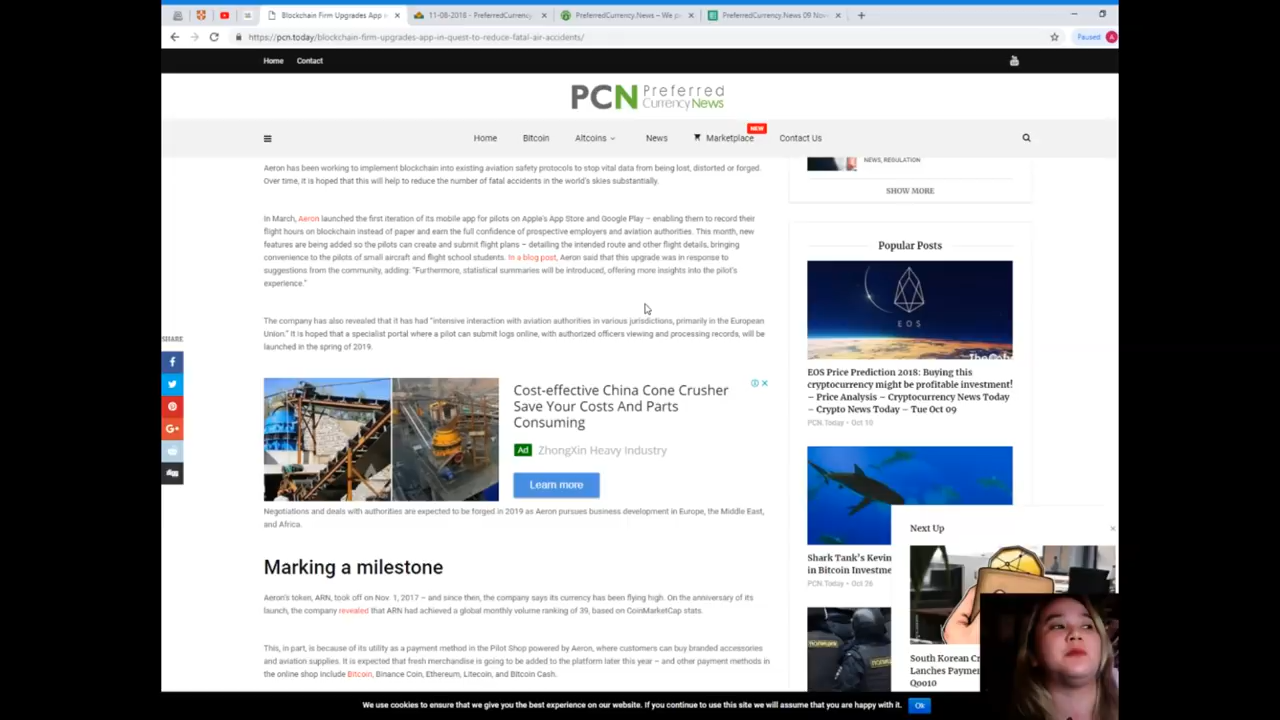 Blockchain Firm Upgrades App in
11-08-2018 - PreferredCurrency
PreferredCurrency.News – We p
PreferredCurrency.News 09 Nov
https://pcn.today/blockchain-firm-upgrades-app-in-quest-to-reduce-fatal-air-accidents/
Paused
A
Home
Contact
PCN Preferred
Currency News
Home
Bitcoin
Altcoins
News
Marketplace
NEW
Contact Us
Aeron has been working to implement blockchain into existing aviation safety protocols to stop vital data from being lost, distorted or forged.
Over time, it is hoped that this will help to reduce the number of fatal accidents in the world's skies substantially.
In March, Aeron launched the first iteration of its mobile app for pilots on Apple's App Store and Google Play – enabling them to record their
flight hours on blockchain instead of paper and earn the full confidence of prospective employers and aviation authorities. This month, new
features are being added so the pilots can create and submit flight plans – detailing the intended route and other flight details, bringing
convenience to the pilots of small aircraft and flight school students. In a blog post, Aeron said that this upgrade was in response to
suggestions from the community, adding: "Furthermore, statistical summaries will be introduced, offering more insights into the pilot's
experience."
The company has also revealed that it has had "intensive interaction with aviation authorities in various jurisdictions, primarily in the European
Union." It is hoped that a specialist portal where a pilot can submit logs online, with authorized officers viewing and processing records, will be
launched in the spring of 2019.
SHARE
Cost-effective China Cone Crusher
Save Your Costs And Parts
Consuming
Ad ZhongXin Heavy Industry
Learn more
Negotiations and deals with authorities are expected to be forged in 2019 as Aeron pursues business development in Europe, the Middle East,
and Africa.
Marking a milestone
Aeron's token, ARN, took off on Nov. 1, 2017 – and since then, the company says its currency has been flying high. On the anniversary of its
launch, the company revealed that ARN had achieved a global monthly volume ranking of 39, based on CoinMarketCap stats.
This, in part, is because of its utility as a payment method in the Pilot Shop powered by Aeron, where customers can buy branded accessories
and aviation supplies. It is expected that fresh merchandise is going to be added to the platform later this year – and other payment methods in
the online shop include Bitcoin, Binance Coin, Ethereum, Litecoin, and Bitcoin Cash.
NEWS, REGULATION
SHOW MORE
Popular Posts
EOS
EOS Price Prediction 2018: Buying this
cryptocurrency might be profitable investment!
– Price Analysis – Cryptocurrency News Today
– Crypto News Today – Tue Oct 09
PCN.Today • Oct 10
Shark Tank's Kevin
in Bitcoin Investme
PCN.Today • Oct 26
Next Up
South Korean Cr
Lanches Payme
Qoo10
We use cookies to ensure that we give you the best experience on our website. If you continue to use this site we will assume that you are happy with it.
Ok